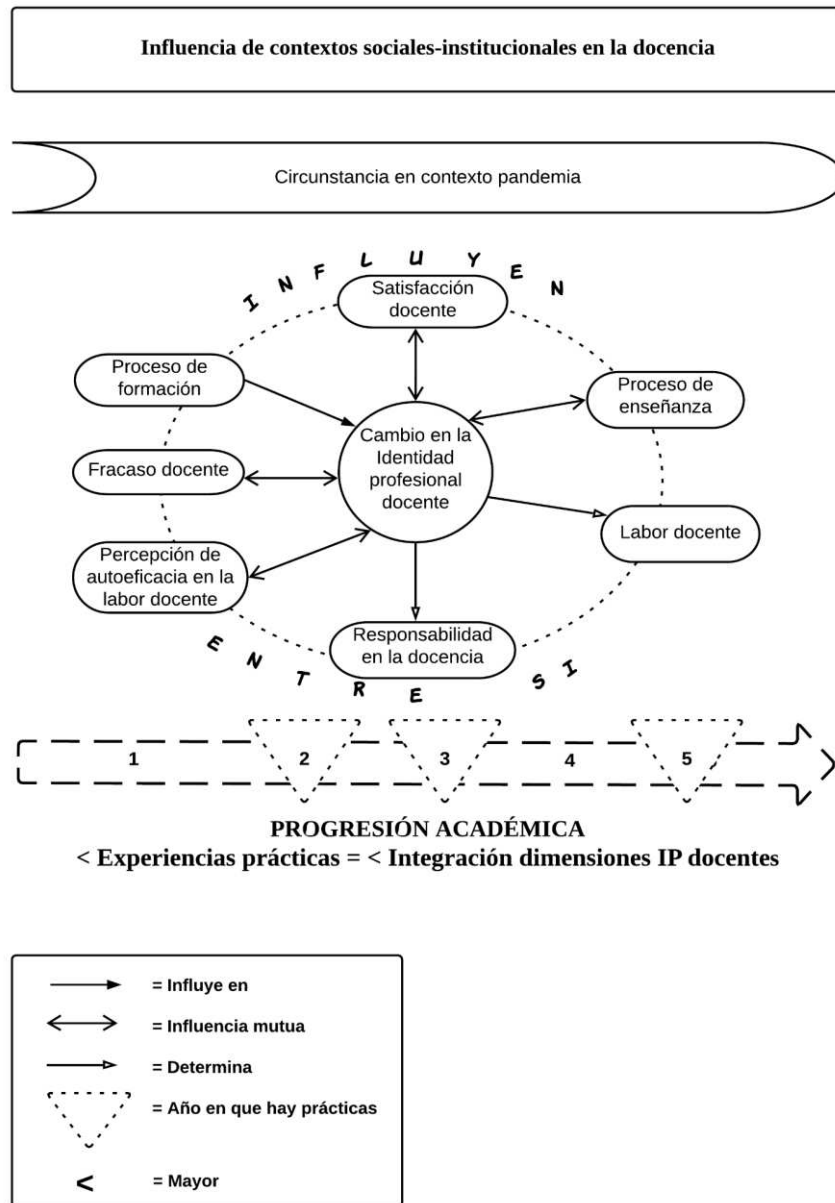 Influencia de contextos sociales-institucionales en la docencia
Circunstancia en contexto pandemia
INFLUYEN
Satisfacción
docente
Proceso de
formación
Proceso de
enseñanza
Cambio en la
Identidad
profesional
docente
Fracaso docente
Labor docente
Percepción de
autoeficacia en la
labor docente
Responsabilidad
en la docencia
ENTRE SI
1 2 3 4 5
PROGRESIÓN ACADÉMICA
< Experiencias prácticas = < Integración dimensiones IP docentes
= Influye en
= Influencia mutua
= Determina
= Año en que hay prácticas
< = Mayor